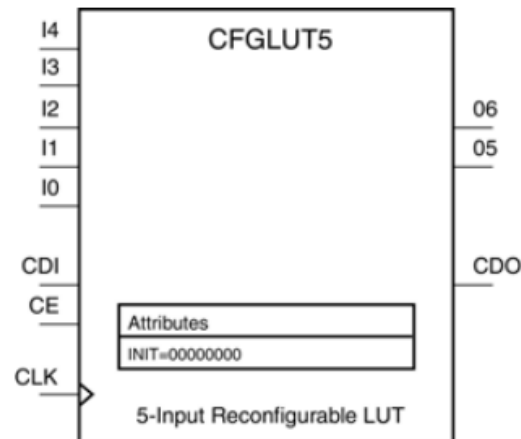 CFGLUT5
I4
I3
I2
I1
I0
CDI
CE
CLK
06
05
CDO
Attributes
INIT=00000000
5-Input Reconfigurable LUT